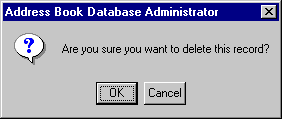 Address Book Database Administrator
Are you sure you want to delete this record?
OK
Cancel